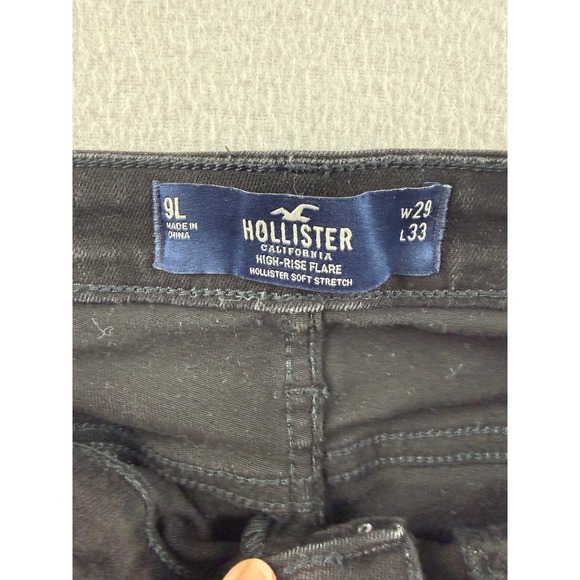 9L
MADE IN
CHINA
HOLLISTER
CALIFORNIA
HIGH-RISE FLARE
HOLLISTER SOFT STRETCH
W29
L33